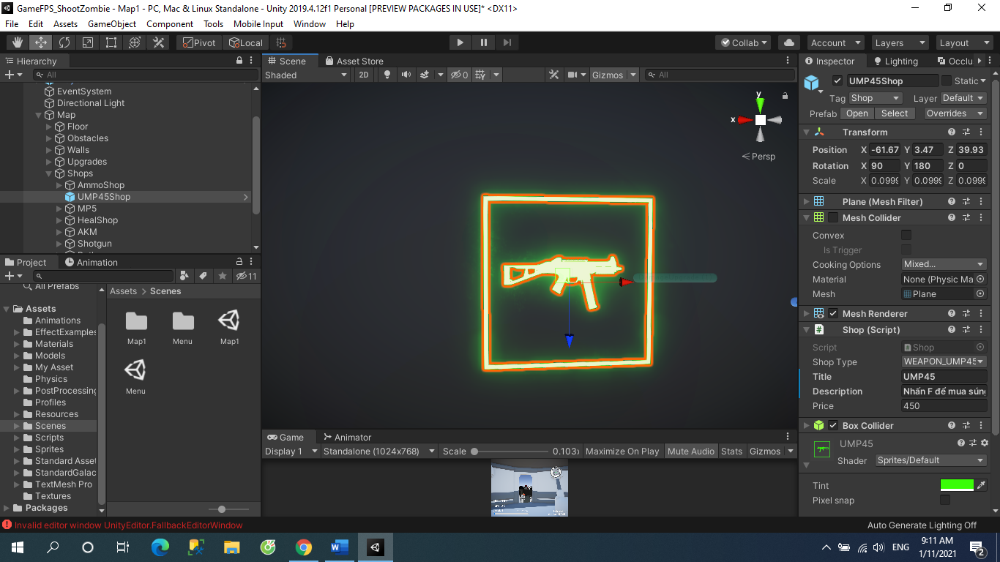 GameFPS_ShootZombie - Map1 - PC, Mac & Linux Standalone - Unity 2019.4.12f1 Personal [PREVIEW PACKAGES IN USE]* <DX11>
File Edit Assets GameObject Component Tools Mobile Input Window Help
Pivot Local Collab Account Layers Layout
Hierarchy
All
EventSystem
Directional Light
Map
Floor
Obstacles
Walls
Upgrades
Shops
AmmoShop
UMP45Shop
MP5
HealShop
AKM
Shotgun
Project Animation
11
All Prefabs
Assets
Animations
EffectExamples
Materials
Models
My Asset
Physics
PostProcessing
Profiles
Resources
Scenes
Scripts
Sprites
Standard Asset
StandardGalac
TextMesh Pro
Textures
Packages
Assets > Scenes
Map1 Menu Map1
Menu
Scene Asset Store
Shaded 2D 0 Gizmos All
y
x
Persp
Game Animator
Display 1 Standalone (1024x768) Scale 0.103x Maximize On Play Mute Audio Stats Gizmos
Inspector Lighting Occlu
UMP45Shop Static
Tag Shop Layer Default
Prefab Open Select Overrides
Transform
Position X -61.67 Y 3.47 Z 39.93
Rotation X 90 Y 180 Z 0
Scale X 0.0999 Y 0.0999 Z 0.0999
Plane (Mesh Filter)
Mesh Collider
Convex
Is Trigger
Cooking Options Mixed...
Material None (Physic Ma
Mesh Plane
Mesh Renderer
Shop (Script)
Script Shop
Shop Type WEAPON_UMP45
Title UMP45
Description Nhấn F để mua súng
Price 450
Box Collider
UMP45
Shader Sprites/Default
Tint
Pixel snap
Invalid editor window UnityEditor.FallbackEditorWindow
Auto Generate Lighting Off
ENG
9:11 AM
1/11/2021
2